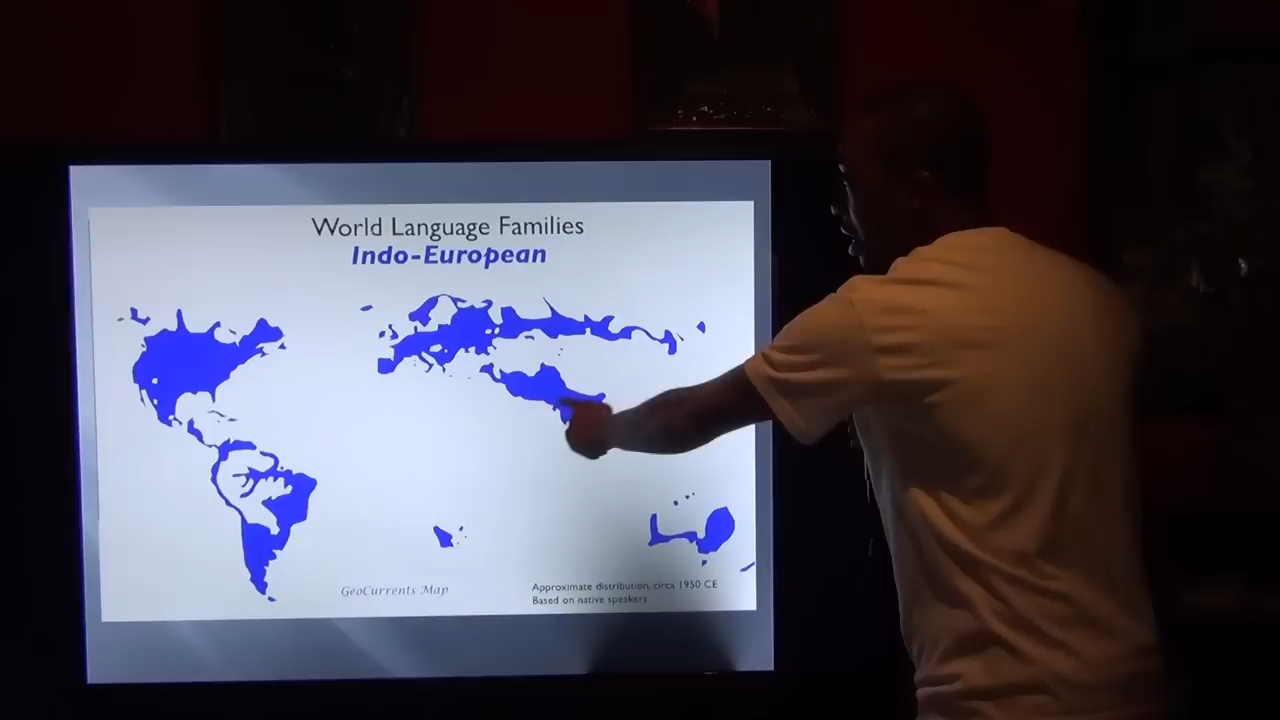 World Language Families
Indo-European
GeoCurrents Map
Approximate distribution, circa 1950 CE
Based on native speakers